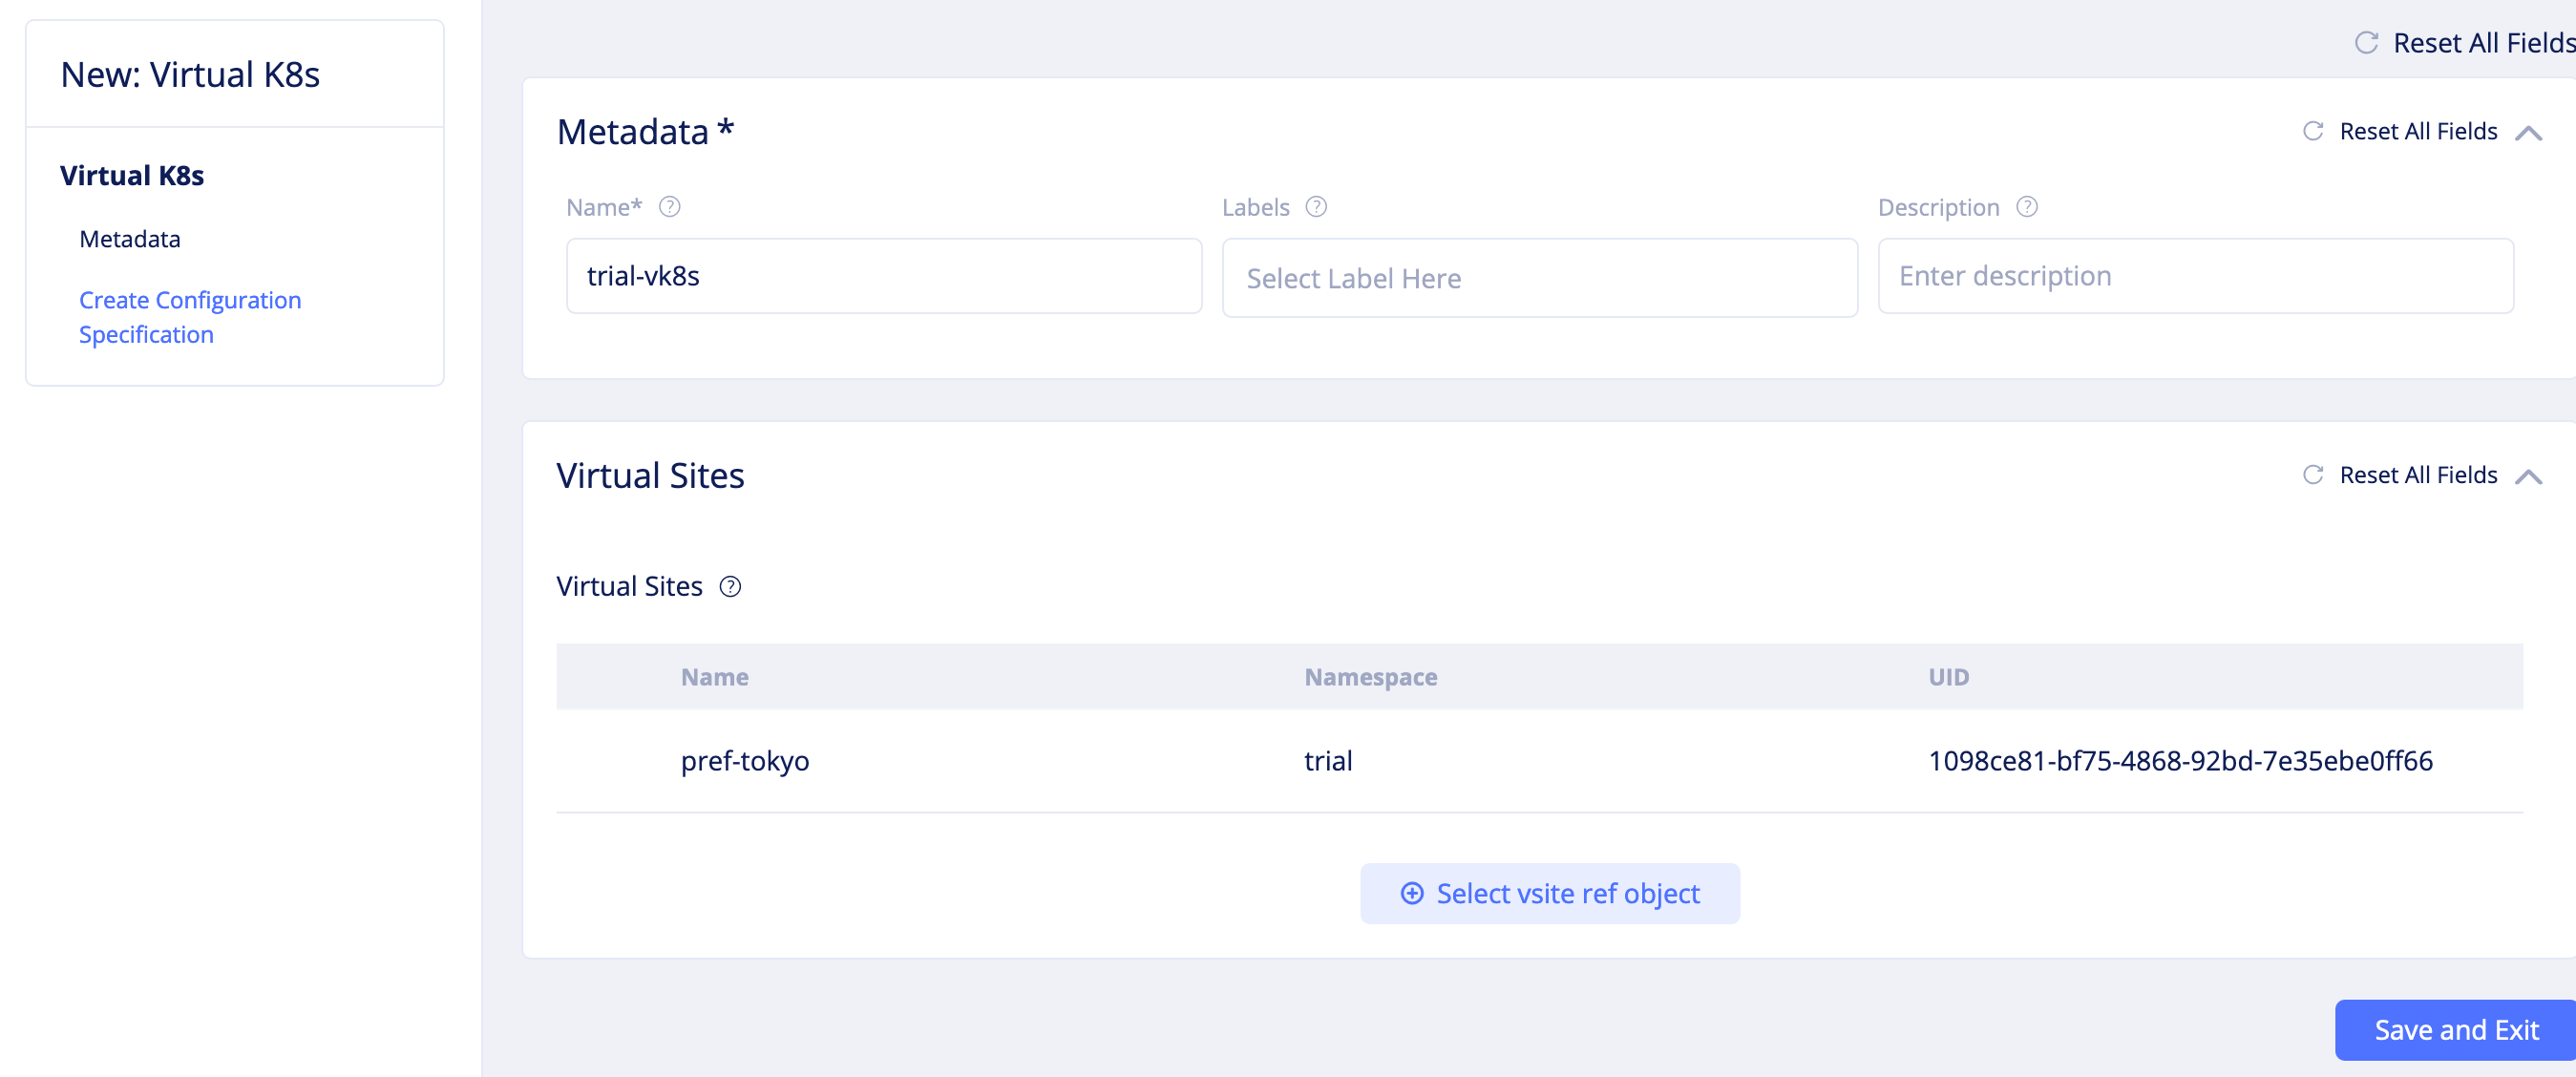 New: Virtual K8s
Virtual K8s
Metadata
Create Configuration
Specification
Reset All Fields
Metadata *
Reset All Fields
Name*
Labels
Description
trial-vk8s
Select Label Here
Enter description
Virtual Sites
Reset All Fields
Virtual Sites
Name Namespace UID
pref-tokyo trial 1098ce81-bf75-4868-92bd-7e35ebe0ff66
Select vsite ref object
Save and Exit